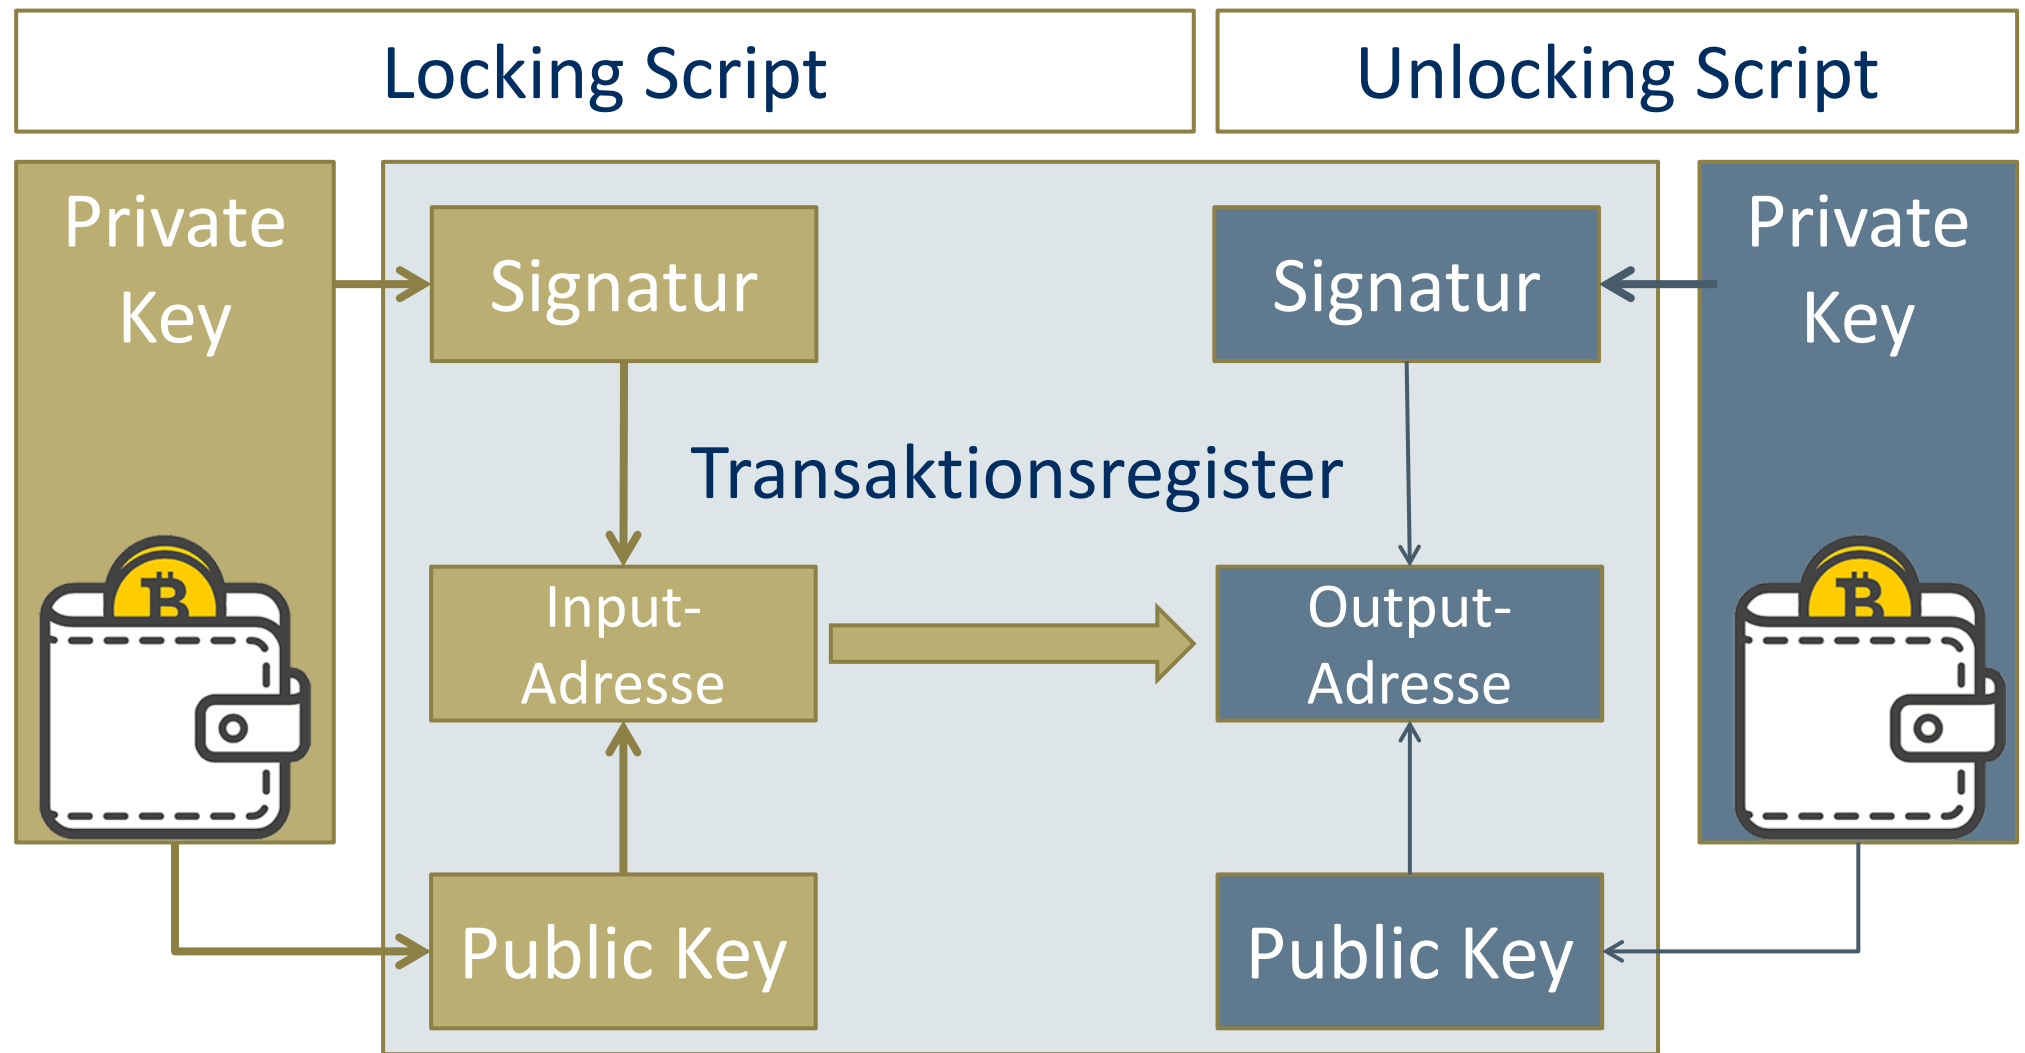 Locking Script
Unlocking Script
Private
Key
Signatur
Signatur
Private
Key
Transaktionsregister
Input-
Adresse
Output-
Adresse
Public Key
Public Key